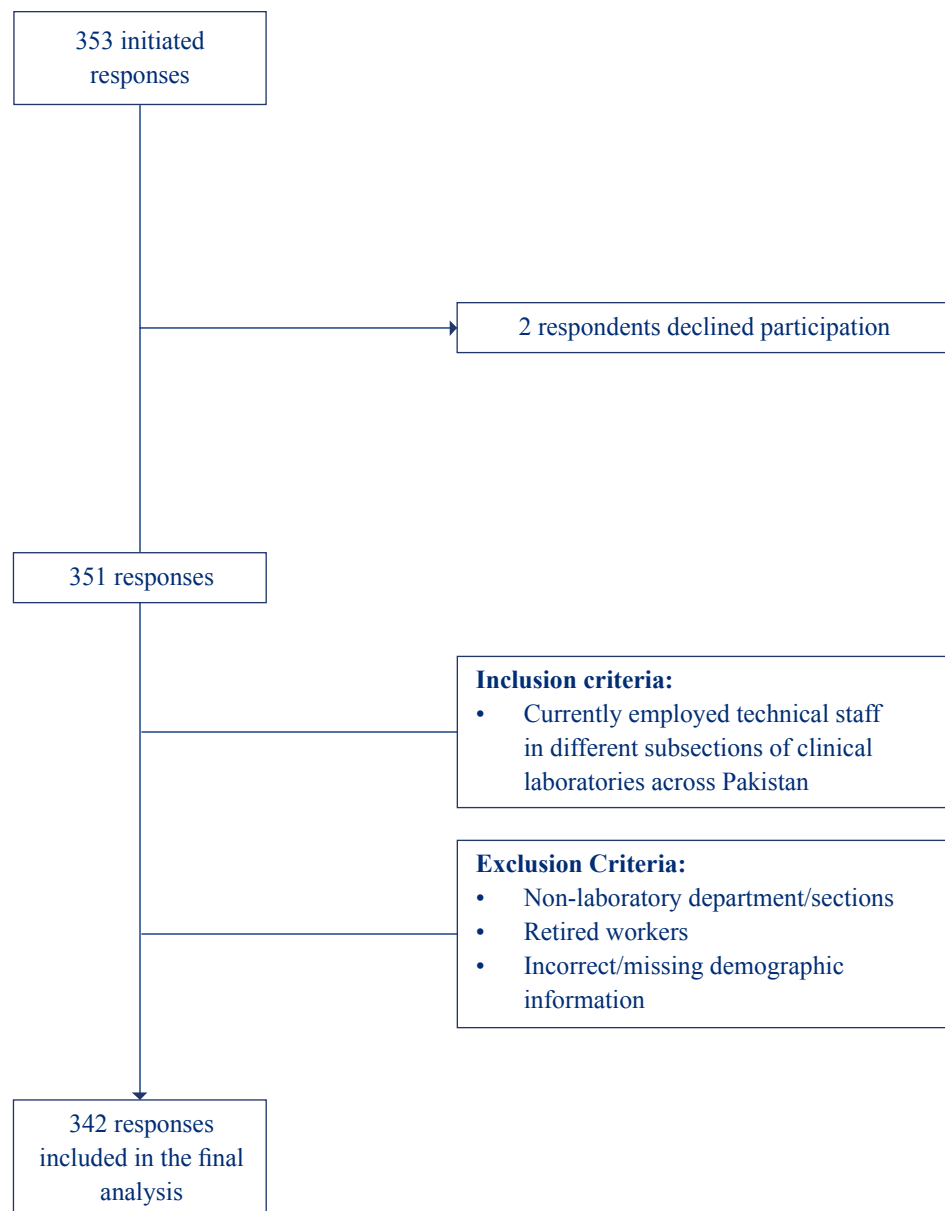 353 initiated
responses
2 respondents declined participation
351 responses
Inclusion criteria:
• Currently employed technical staff
in different subsections of clinical
laboratories across Pakistan
Exclusion Criteria:
• Non-laboratory department/sections
• Retired workers
• Incorrect/missing demographic
information
342 responses
included in the final
analysis